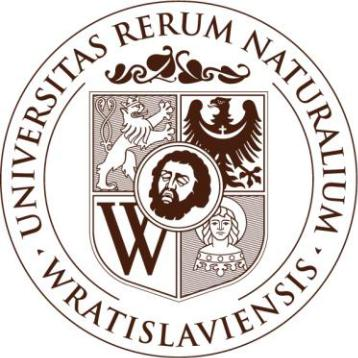 UNIVERSITAS RERUM NATURALIUM
WRATISLAVIENSIS
W